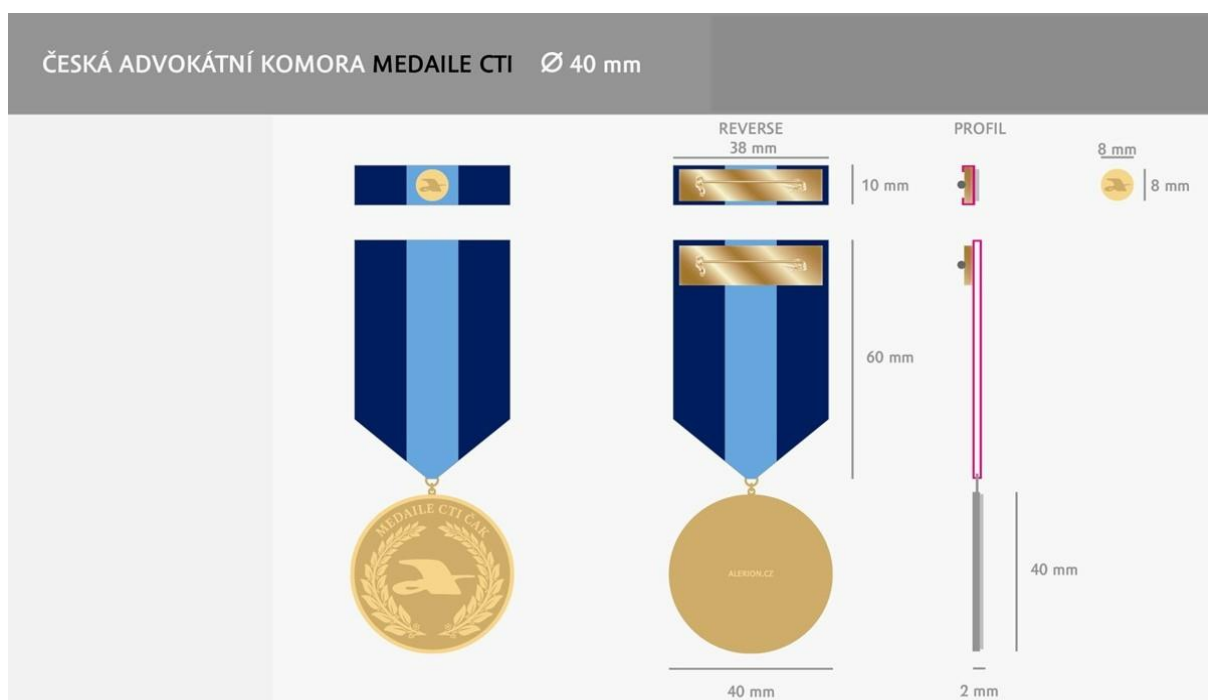 ČESKÁ ADVOKÁTNÍ KOMORA MEDAILE CTI Ø 40 mm
REVERSE
38 mm
PROFIL
8 mm
10 mm
8 mm
60 mm
MEDAILE CTI ČAK
ALERION.CZ
40 mm
40 mm
2 mm